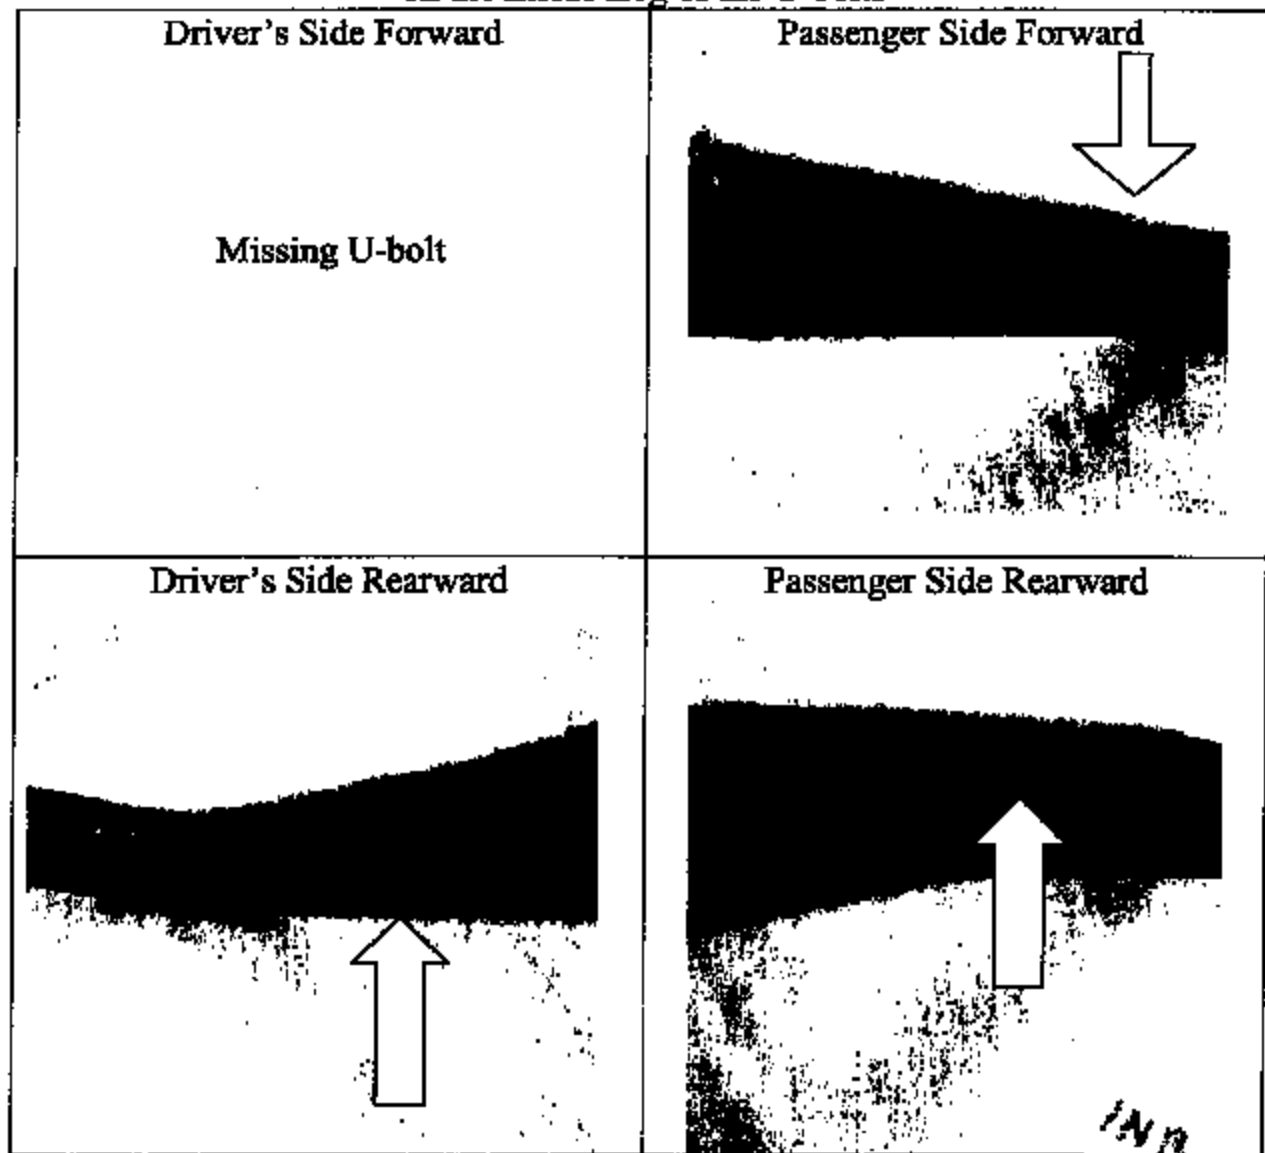 Driver's Side Forward
Passenger Side Forward
Missing U-bolt
Driver's Side Rearward
Passenger Side Rearward